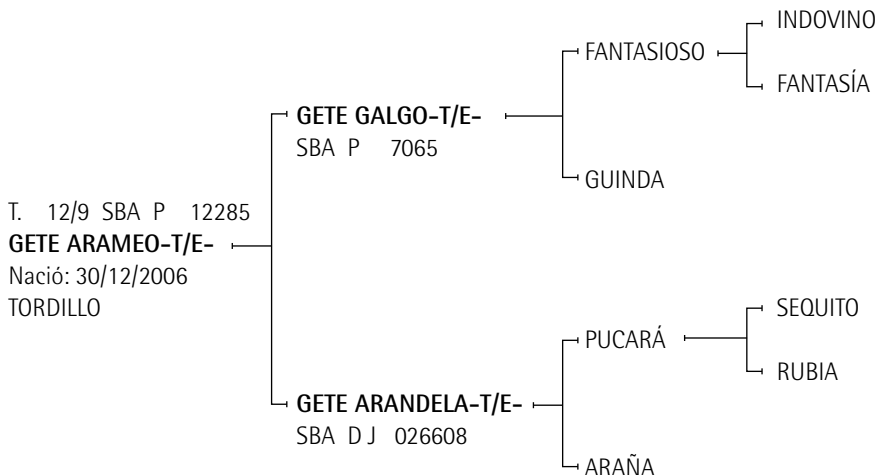 T. 12/9 SBA P 12285
GETE ARAMEO-T/E-
Nació: 30/12/2006
TORDILLO
GETE GALGO-T/E-
SBA P 7065
FANTASIOSO
INDOVINO
FANTASÍA
GUINDA
GETE ARANDELA-T/E-
SBA D J 026608
PUCARÁ
SEQUITO
RUBIA
ARAÑA